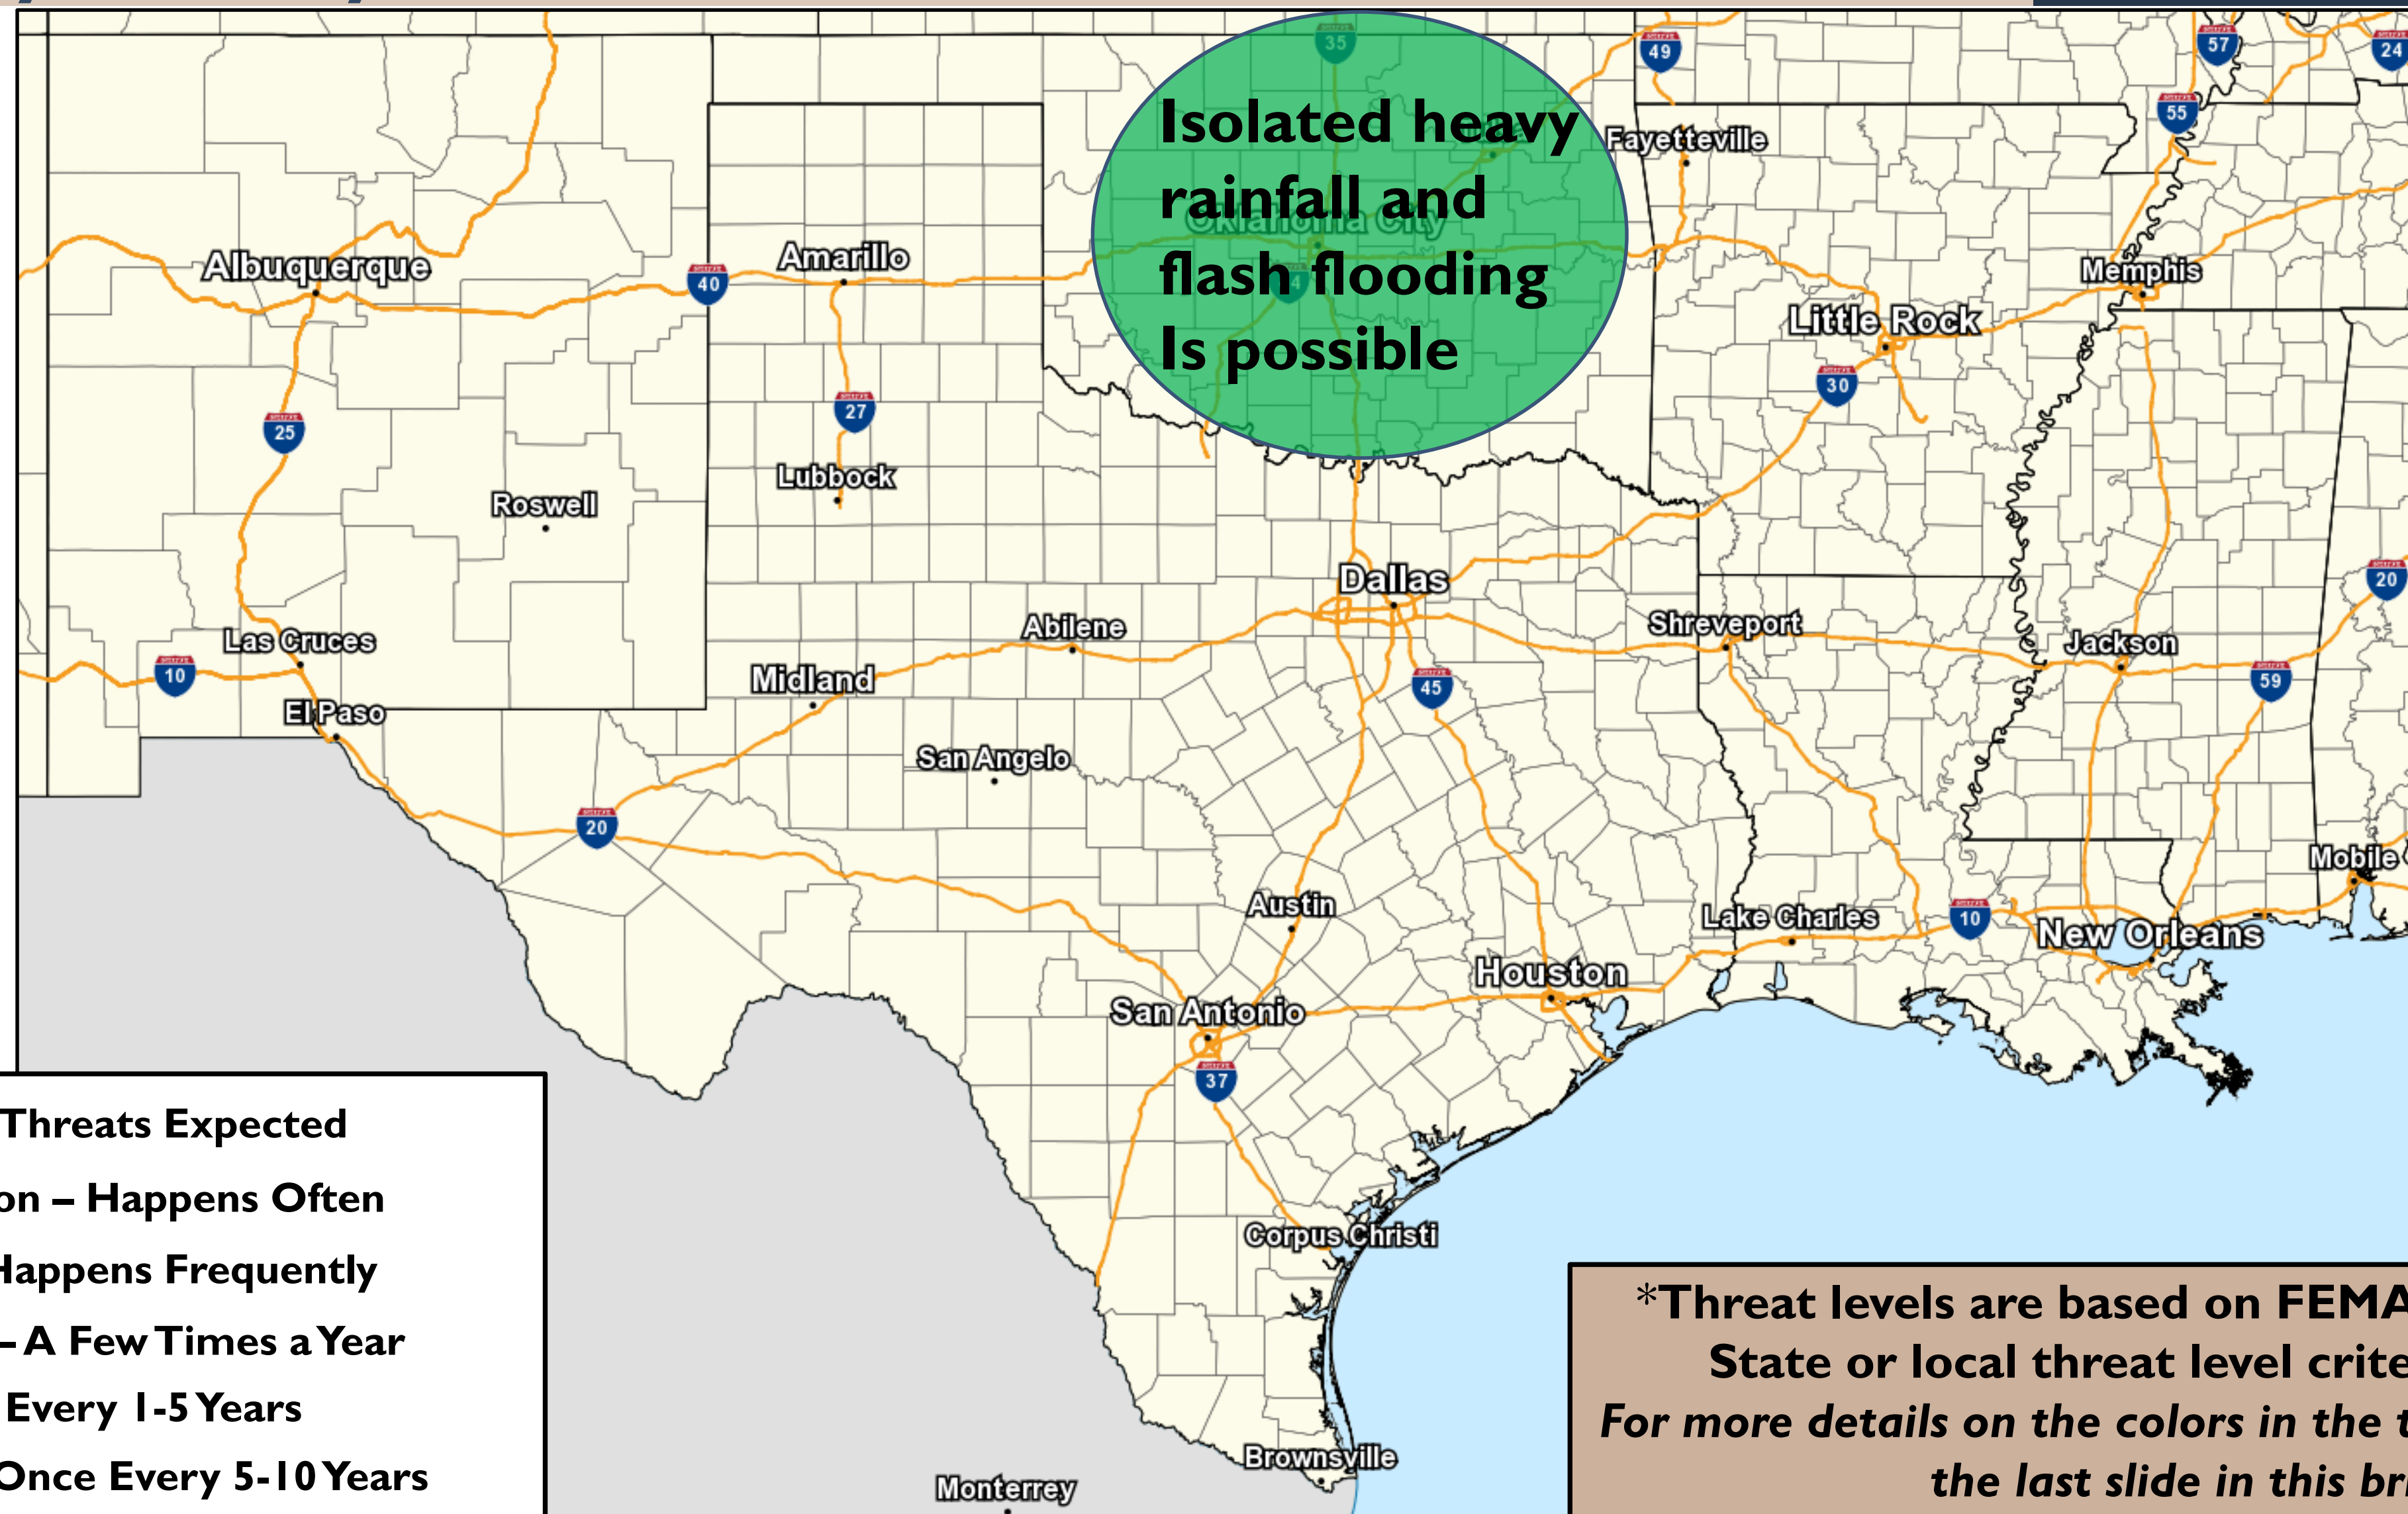 35
49
57
24
55
Isolated heavy
rainfall and
flash flooding
Is possible
Fayetteville
Oklahoma City
Albuquerque
Amarillo
40
Memphis
Little Rock
30
27
25
Lubbock
Roswell
Dallas
20
Abilene
Shreveport
Jackson
Las Cruces
10
Midland
45
59
El Paso
San Angelo
20
Mobile
Austin
Lake Charles
10
New Orleans
Houston
San Antonio
37
Threats Expected
on – Happens Often
Happens Frequently
– A Few Times a Year
Every 1-5 Years
Once Every 5-10 Years
Corpus Christi
Brownsville
Monterrey
*Threat levels are based on FEMA
State or local threat level crite
For more details on the colors in the t
the last slide in this bri